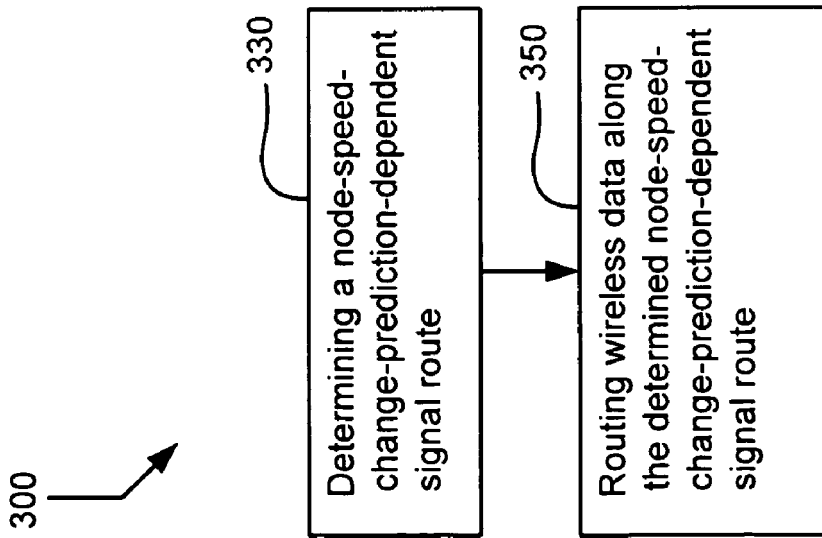 300
330
Determining a node-speed-
change-prediction-dependent
signal route
350
Routing wireless data along
the determined node-speed-
change-prediction-dependent
signal route